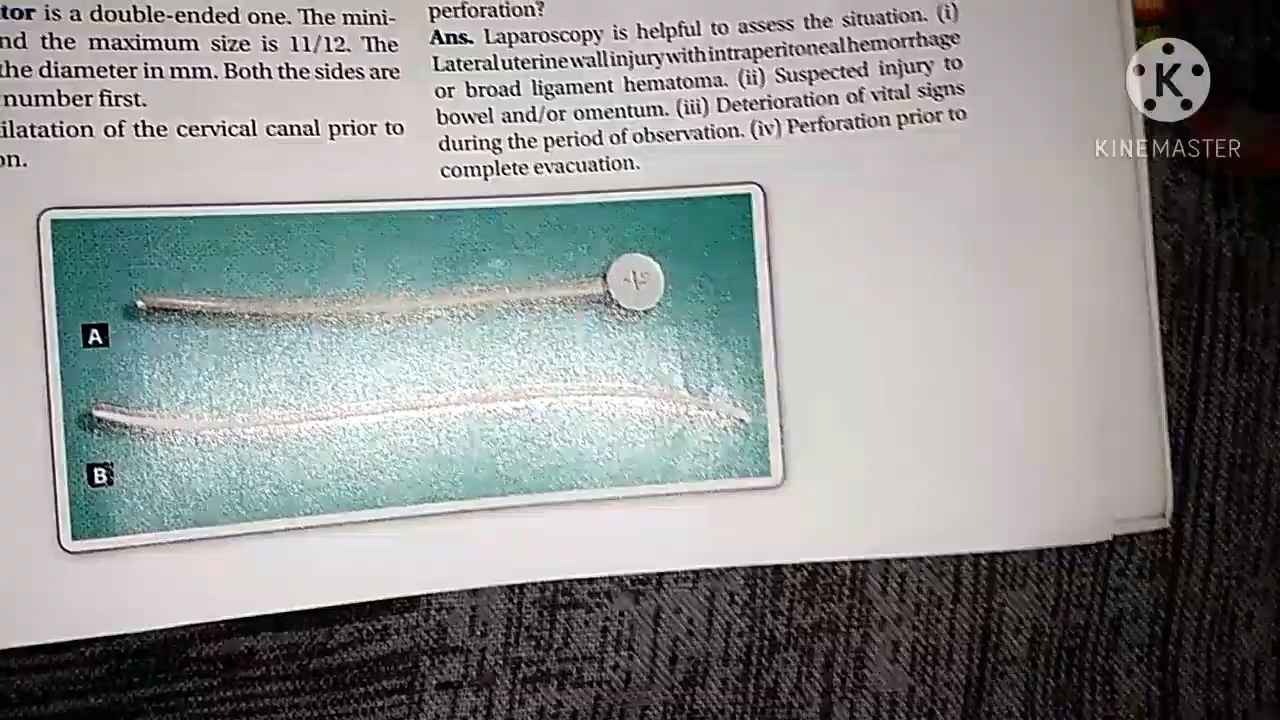 tor is a double-ended one. The mini-
nd the maximum size is 11/12. The
the diameter in mm. Both the sides are
number first.
ilatation of the cervical canal prior to
on.
perforation?
Ans. Laparoscopy is helpful to assess the situation. (i)
Lateral uterine wall injury with intraperitoneal hemorrhage
or broad ligament hematoma. (ii) Suspected injury to
bowel and/or omentum. (iii) Deterioration of vital signs
during the period of observation. (iv) Perforation prior to
complete evacuation.
A
B
K
KINEMASTER